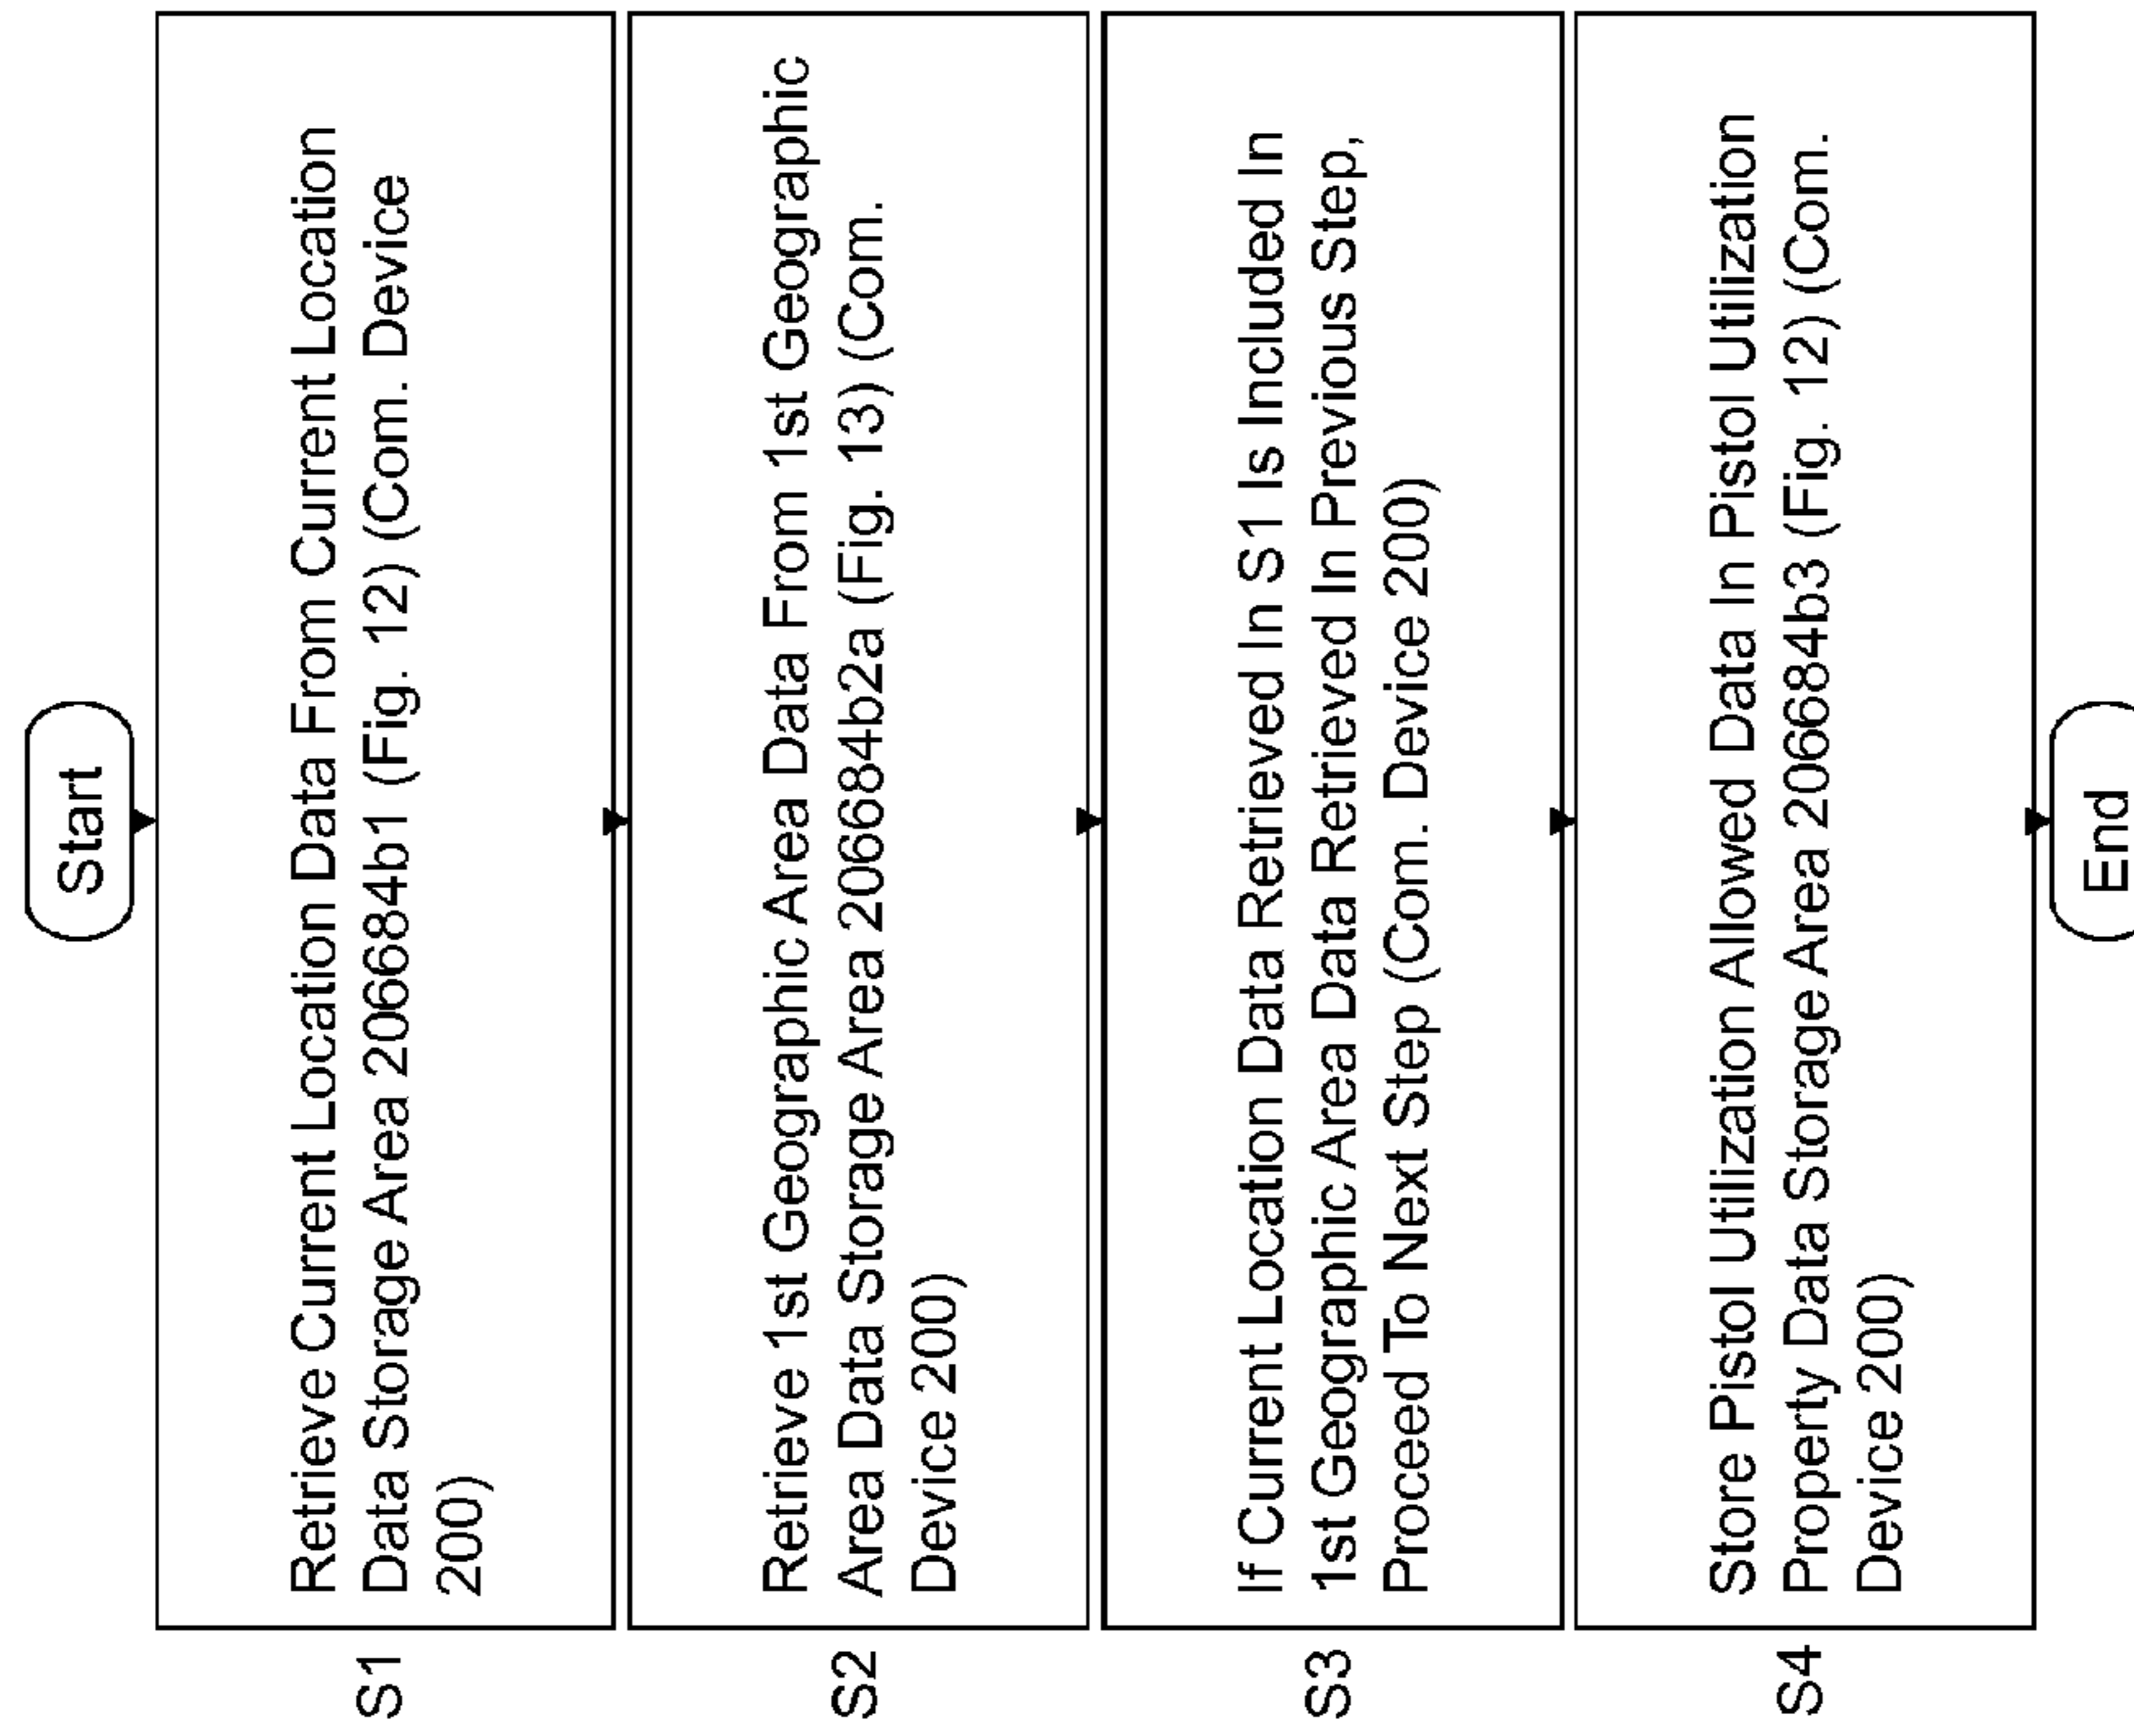 Start
S1
Retrieve Current Location Data From Current Location
Data Storage Area 206684b1 (Fig. 12) (Com. Device
200)
S2
Retrieve 1st Geographic Area Data From 1st Geographic
Area Data Storage Area 206684b2a (Fig. 13) (Com.
Device 200)
S3
If Current Location Data Retrieved In S1 Is Included In
1st Geographic Area Data Retrieved In Previous Step,
Proceed To Next Step (Com. Device 200)
S4
Store Pistol Utilization Allowed Data In Pistol Utilization
Property Data Storage Area 206684b3 (Fig. 12) (Com.
Device 200)
End